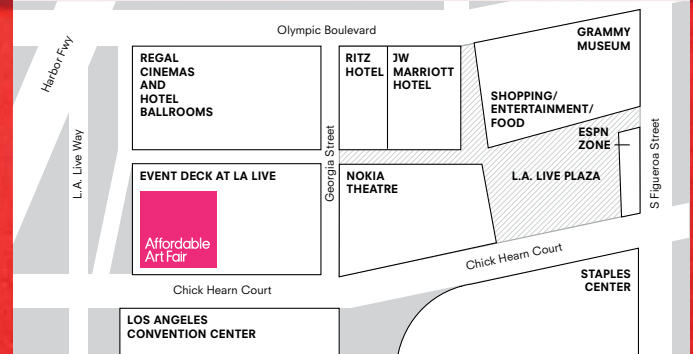 Olympic Boulevard
Harbor Fwy
REGAL
CINEMAS
AND
HOTEL
BALLROOMS
RITZ
HOTEL
JW
MARRIOTT
HOTEL
GRAMMY
MUSEUM
SHOPPING/
ENTERTAINMENT/
FOOD
ESPN
ZONE
L.A. Live Way
Georgia Street
S Figueroa Street
EVENT DECK AT LA LIVE
Affordable
Art Fair
NOKIA
THEATRE
L.A. LIVE PLAZA
Chick Hearn Court
Chick Hearn Court
STAPLES
CENTER
LOS ANGELES
CONVENTION CENTER